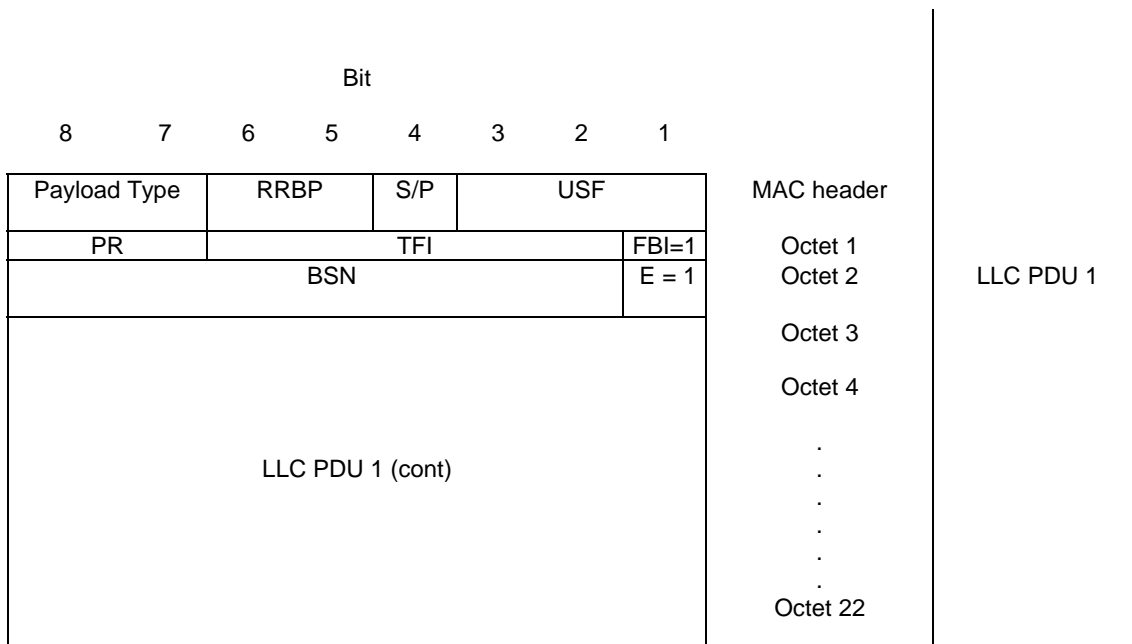 Bit
8 7 6 5 4 3 2 1
Payload Type RRBP S/P USF MAC header
PR TFI FBI=1 Octet 1
BSN E = 1 Octet 2 LLC PDU 1
Octet 3
Octet 4
.
LLC PDU 1 (cont) .
.
.
.
.
Octet 22